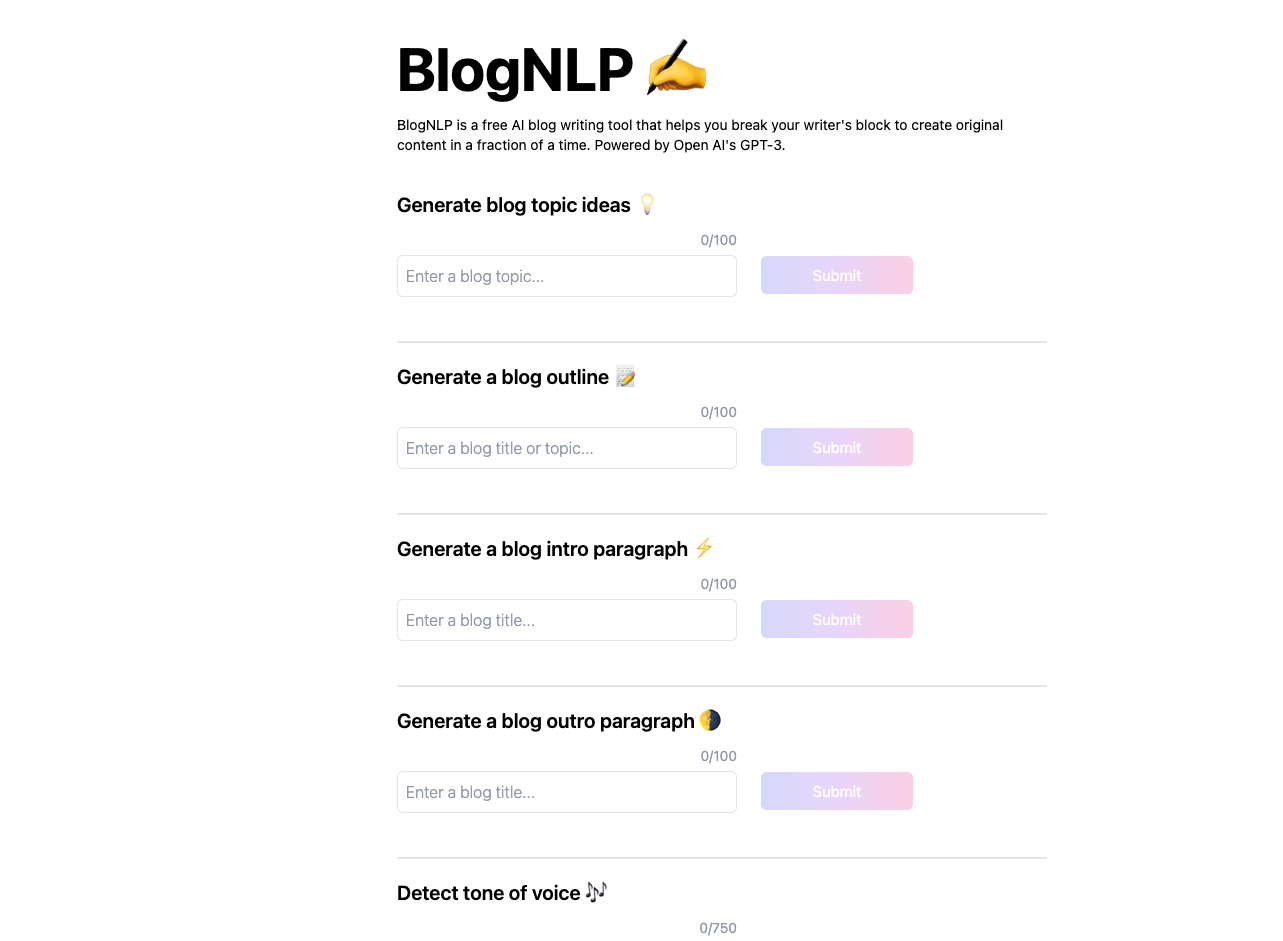 BlogNLP ✍️
BlogNLP is a free AI blog writing tool that helps you break your writer's block to create original
content in a fraction of a time. Powered by Open AI's GPT-3.
Generate blog topic ideas 💡
0/100
Enter a blog topic...
Submit
Generate a blog outline 📝
0/100
Enter a blog title or topic...
Submit
Generate a blog intro paragraph ⚡
0/100
Enter a blog title...
Submit
Generate a blog outro paragraph 🌗
0/100
Enter a blog title...
Submit
Detect tone of voice 🎶
0/750